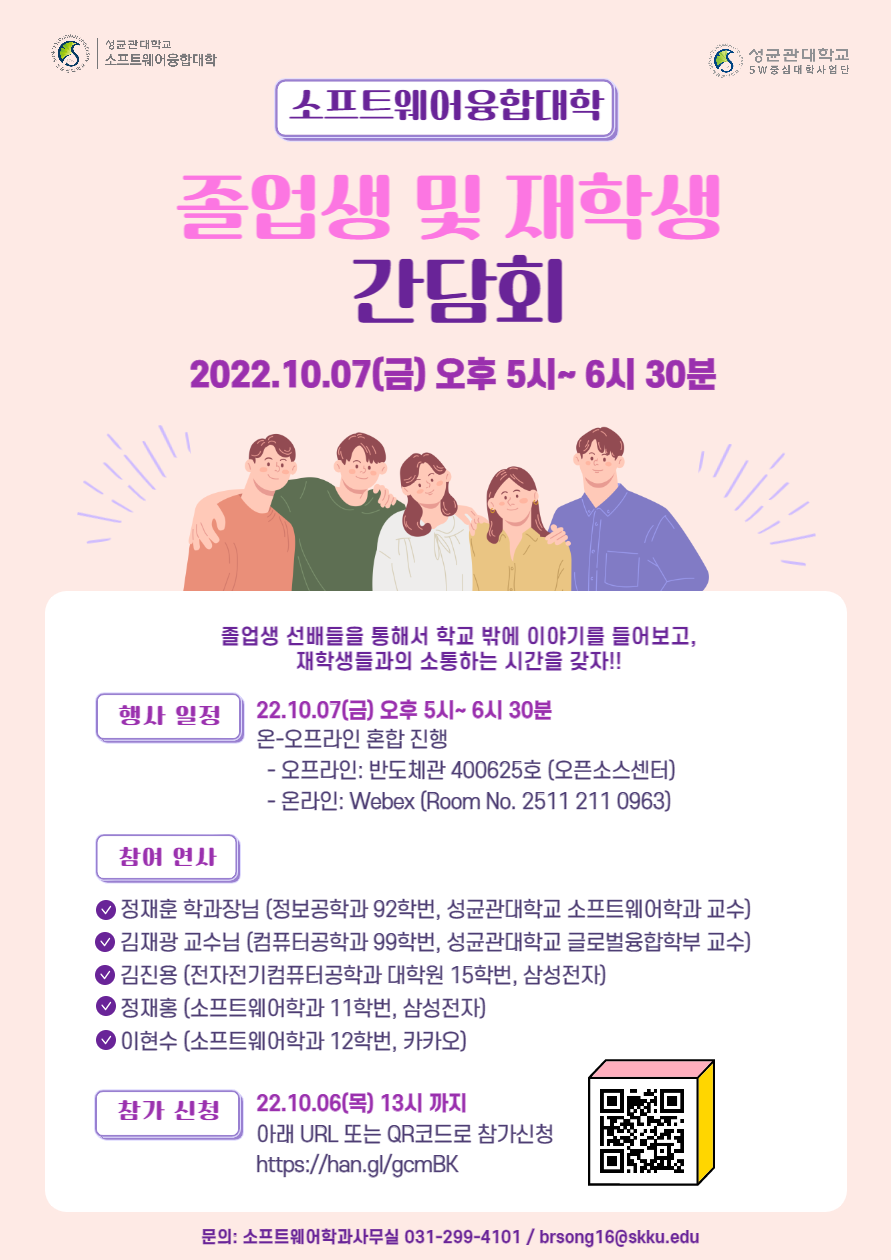 성균관대학교
소프트웨어융합대학
성균관대학교
SW중심대학사업단
소프트웨어융합대학
졸업생 및 재학생
간담회
2022.10.07(금) 오후 5시~ 6시 30분
졸업생 선배들을 통해서 학교 밖에 이야기를 들어보고,
재학생들과의 소통하는 시간을 갖자!!
행사 일정
22.10.07(금) 오후 5시~ 6시 30분
온-오프라인 혼합 진행
- 오프라인: 반도체관 400625호 (오픈소스센터)
- 온라인: Webex (Room No. 2511 211 0963)
참여 연사
정재훈 학과장님 (정보공학과 92학번, 성균관대학교 소프트웨어학과 교수)
김재광 교수님 (컴퓨터공학과 99학번, 성균관대학교 글로벌융합학부 교수)
김진용 (전자전기컴퓨터공학과 대학원 15학번, 삼성전자)
정재홍 (소프트웨어학과 11학번, 삼성전자)
이현수 (소프트웨어학과 12학번, 카카오)
참가 신청
22.10.06(목) 13시 까지
아래 URL 또는 QR코드로 참가신청
https://han.gl/gcmBK
문의: 소프트웨어학과사무실 031-299-4101 / brsong16@skku.edu